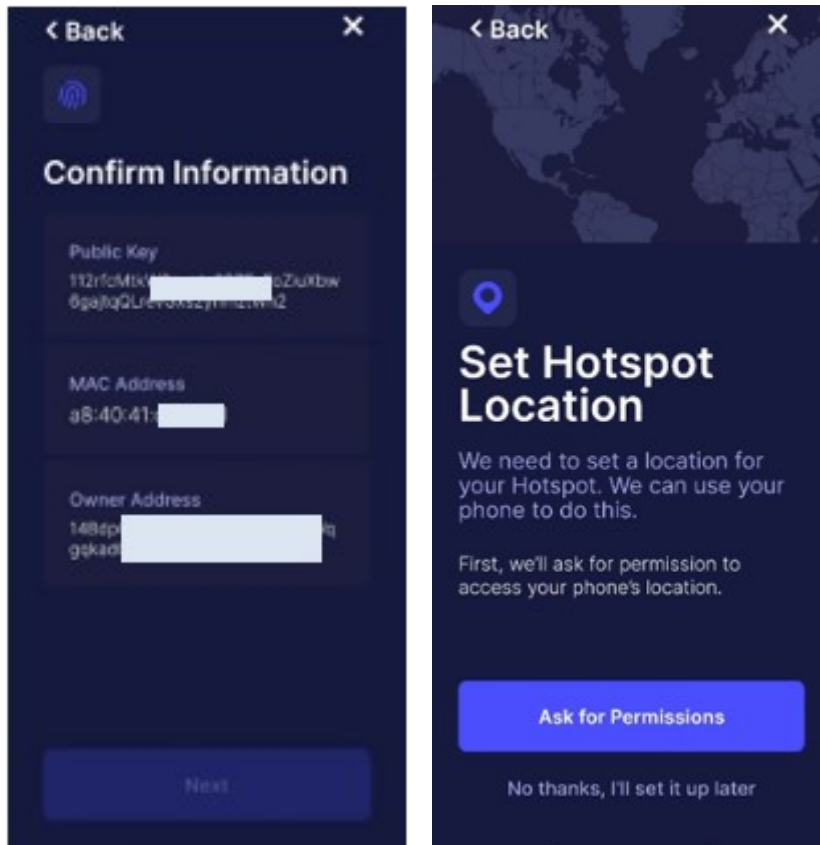 < Back
Confirm Information
Public Key
MAC Address
a8:40:41:
Owner Address
Next
< Back
Set Hotspot
Location
We need to set a location for
your Hotspot. We can use your
phone to do this.
First, we'll ask for permission to
access your phone's location.
Ask for Permissions
No thanks, I'll set it up later